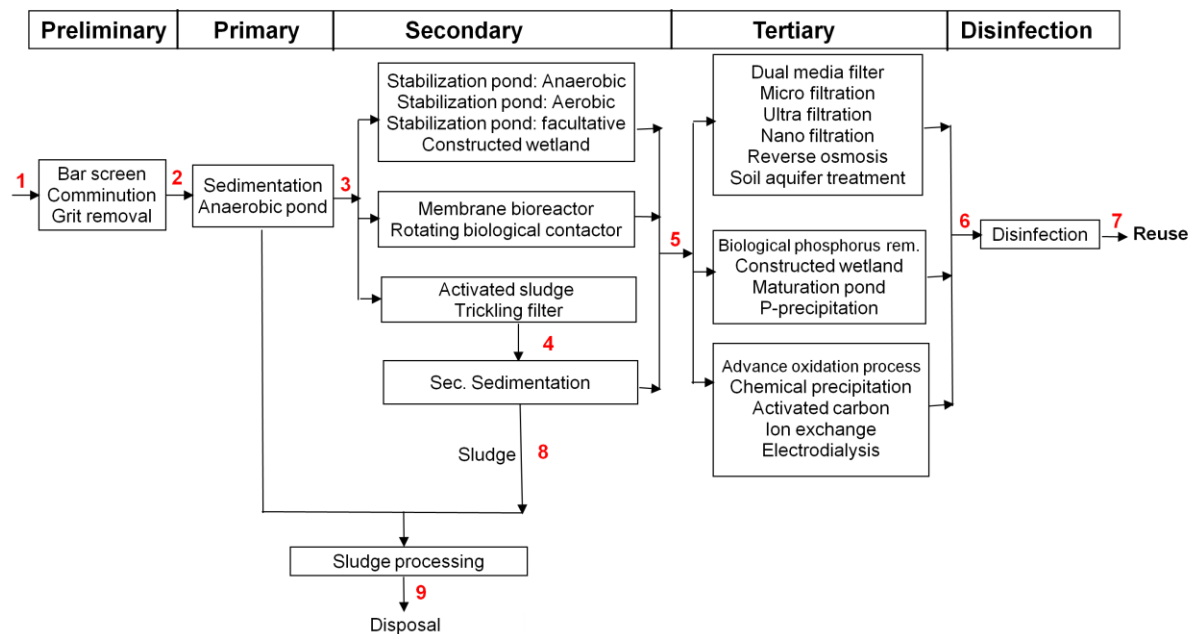 Preliminary
Primary
Secondary
Tertiary
Disinfection
1
Bar screen
Comminution
Grit removal
2
Sedimentation
Anaerobic pond
3
Stabilization pond: Anaerobic
Stabilization pond: Aerobic
Stabilization pond: facultative
Constructed wetland
Membrane bioreactor
Rotating biological contactor
Activated sludge
Trickling filter
4
Sec. Sedimentation
5
Dual media filter
Micro filtration
Ultra filtration
Nano filtration
Reverse osmosis
Soil aquifer treatment
Biological phosphorus rem.
Constructed wetland
Maturation pond
P-precipitation
Advance oxidation process
Chemical precipitation
Activated carbon
Ion exchange
Electrodialysis
6
Disinfection
7
Reuse
Sludge
8
Sludge processing
9
Disposal